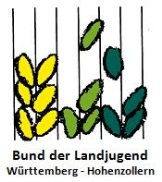 Bund der Landjugend
Württemberg - Hohenzollern